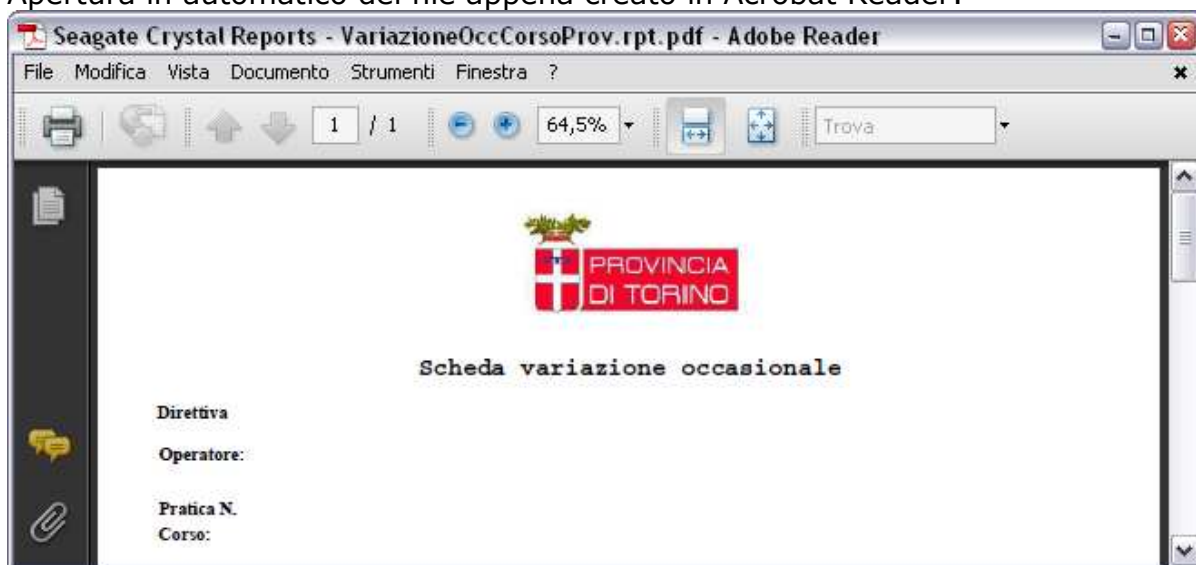 Apertura in automatico del file appena creato in Acrobat Reader.
Seagate Crystal Reports - VariazioneOccCorsoProv.rpt.pdf - Adobe Reader
File Modifica Vista Documento Strumenti Finestra ?
1 / 1 64,5% Trova
PROVINCIA
DI TORINO
Scheda variazione occasionale
Direttiva
Operatore:
Pratica N.
Corso: